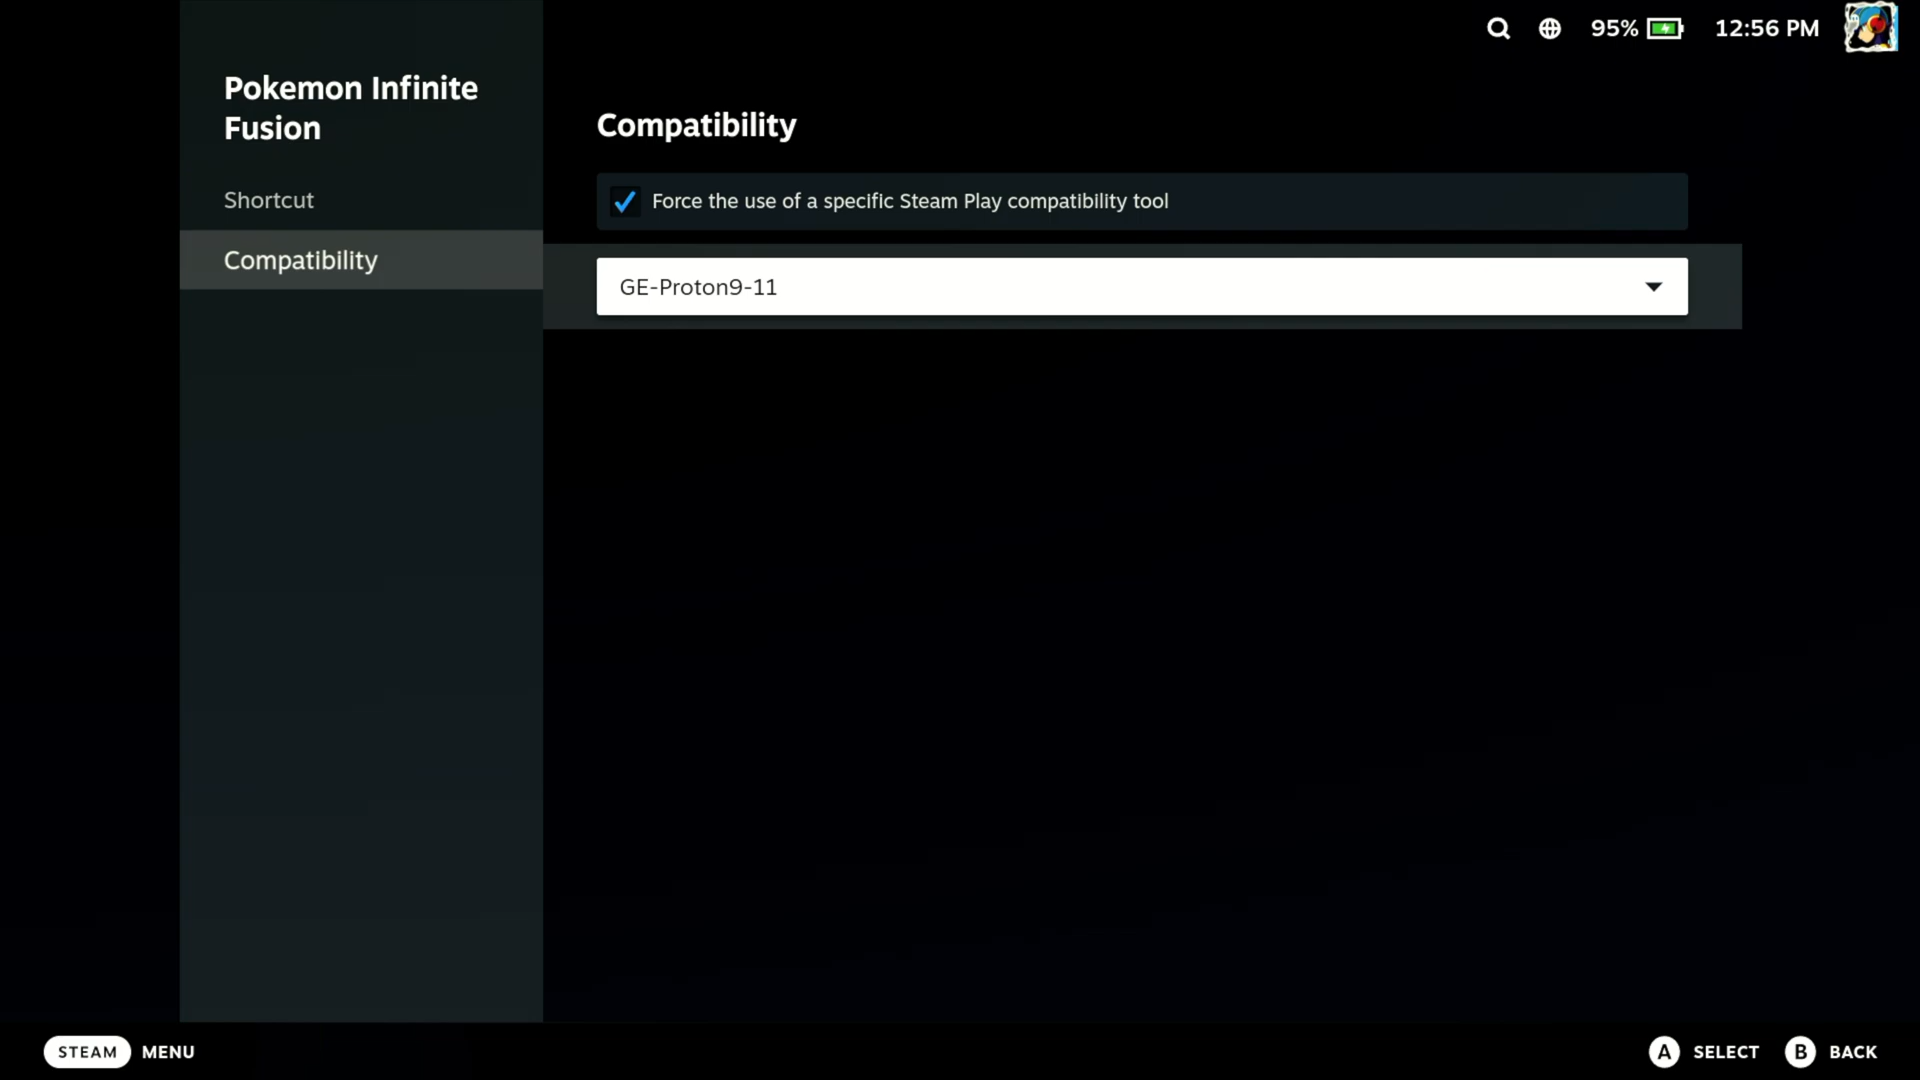 95%
12:56 PM
Pokemon Infinite
Fusion
Shortcut
Compatibility
Compatibility
Force the use of a specific Steam Play compatibility tool
GE-Proton9-11
STEAM MENU
A SELECT B BACK